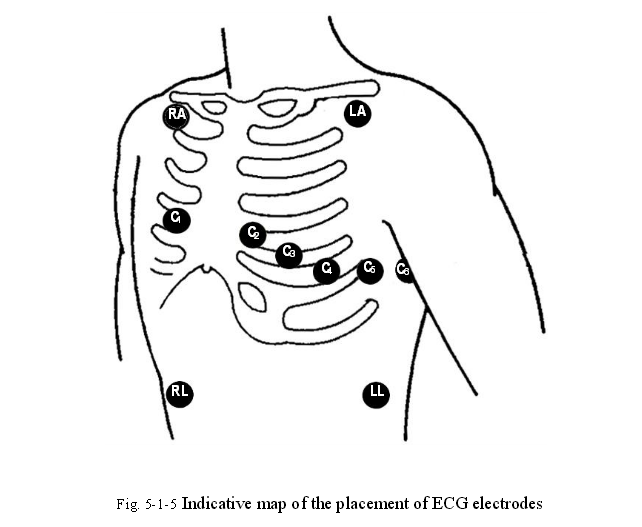 RA
LA
C1
C2
C3
C4
C5
C6
RL
LL
Fig. 5-1-5 Indicative map of the placement of ECG electrodes